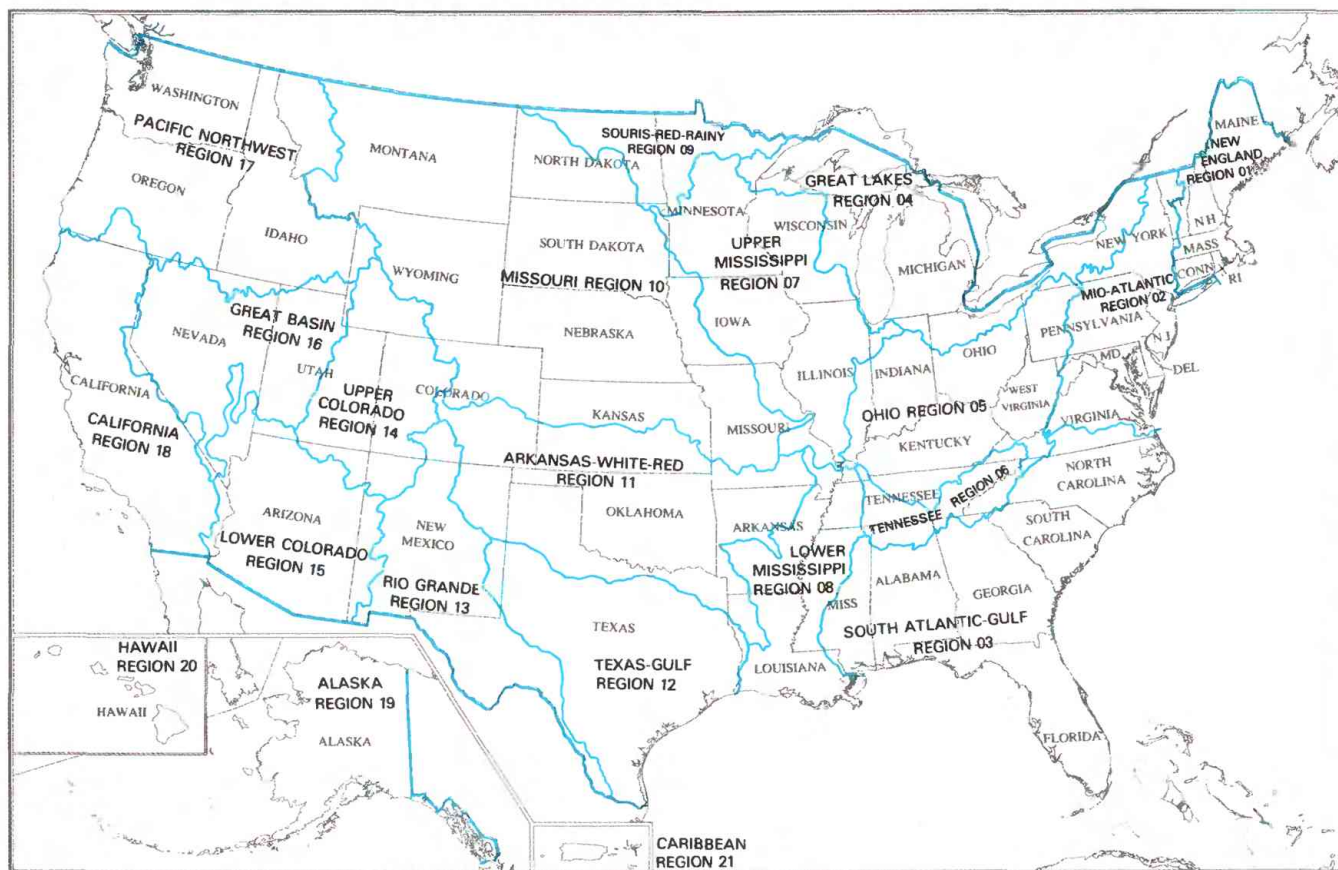 WASHINGTON
PACIFIC NORTHWEST
REGION 17
OREGON
IDAHO
MONTANA
WYOMING
NORTH DAKOTA
SOURIS-RED-RAINY
REGION 09
SOUTH DAKOTA
MISSOURI REGION 10
NEBRASKA
MINNESOTA
WISCONSIN
UPPER
MISSISSIPPI
REGION 07
IOWA
GREAT LAKES
REGION 04
MICHIGAN
MAINE
NEW
ENGLAND
REGION 01
NH
NEW YORK
MASS
CONN
RI
MIO-ATLANTIC
REGION 02
PENNSYLVANIA
NJ
MD
DEL
NEVADA
GREAT BASIN
REGION 16
UTAH
COLORADO
UPPER
COLORADO
REGION 14
CALIFORNIA
CALIFORNIA
REGION 18
KANSAS
MISSOURI
ILLINOIS
INDIANA
OHIO
WEST
VIRGINIA
VIRGINIA
OHIO REGION 05
KENTUCKY
ARKANSAS-WHITE-RED
REGION 11
OKLAHOMA
ARKANSAS
TENNESSEE
TENNESSEE REGION 06
NORTH
CAROLINA
SOUTH
CAROLINA
ARIZONA
LOWER COLORADO
REGION 15
NEW
MEXICO
RIO GRANDE
REGION 13
TEXAS
TEXAS-GULF
REGION 12
LOWER
MISSISSIPPI
REGION 08
MISS
ALABAMA
GEORGIA
SOUTH ATLANTIC-GULF
REGION 03
LOUISIANA
FLORIDA
HAWAII
REGION 20
HAWAII
ALASKA
REGION 19
ALASKA
CARIBBEAN
REGION 21